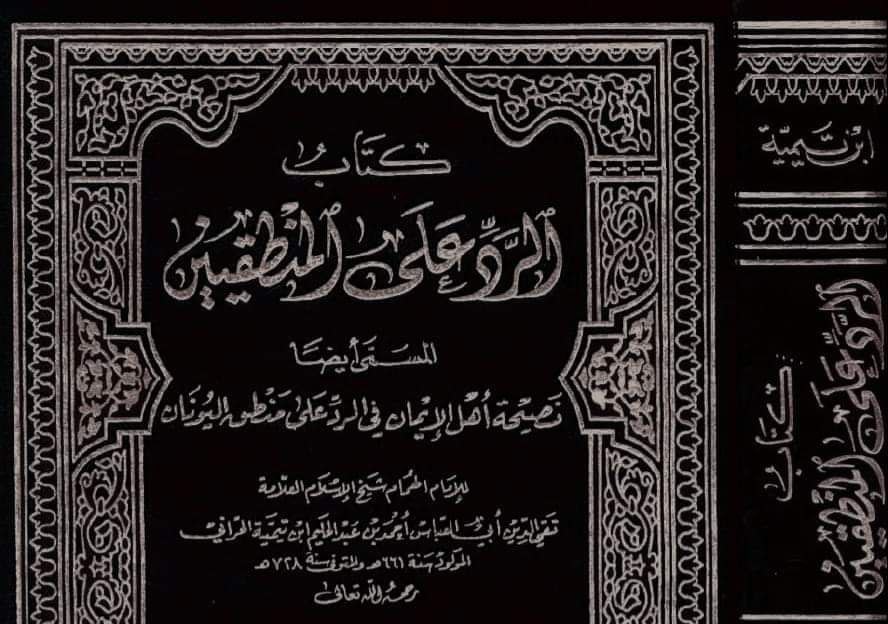 كتاب
الرد على المنطقيين
المسمى أيضا
نصيحة أهل الإيمان في الرد على منطق اليونان
للإمام الهمام شيخ الإسلام العلامة
تقي الدين أبي العباس أحمد بن عبد الحليم ابن تيمية الحراني
المولود سنة ٦٦١هـ والمتوفى سنة ٧٢٨هـ
رحمه الله تعالى
ابن تيمية
كتاب
الرد على المنطقيين